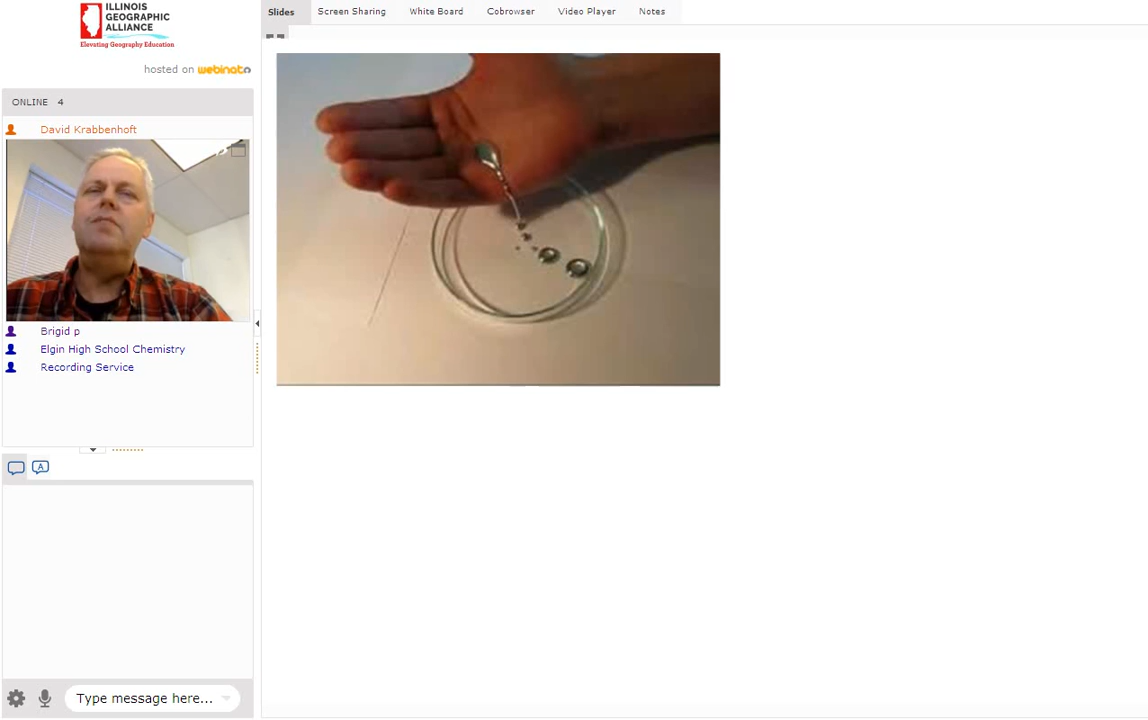 ILLINOIS
GEOGRAPHIC
ALLIANCE
Elevating Geography Education
hosted on webinato
ONLINE 4
David Krabbenhoft
Brigid p
Elgin High School Chemistry
Recording Service
A
Type message here...
Slides Screen Sharing White Board Cobrowser Video Player Notes